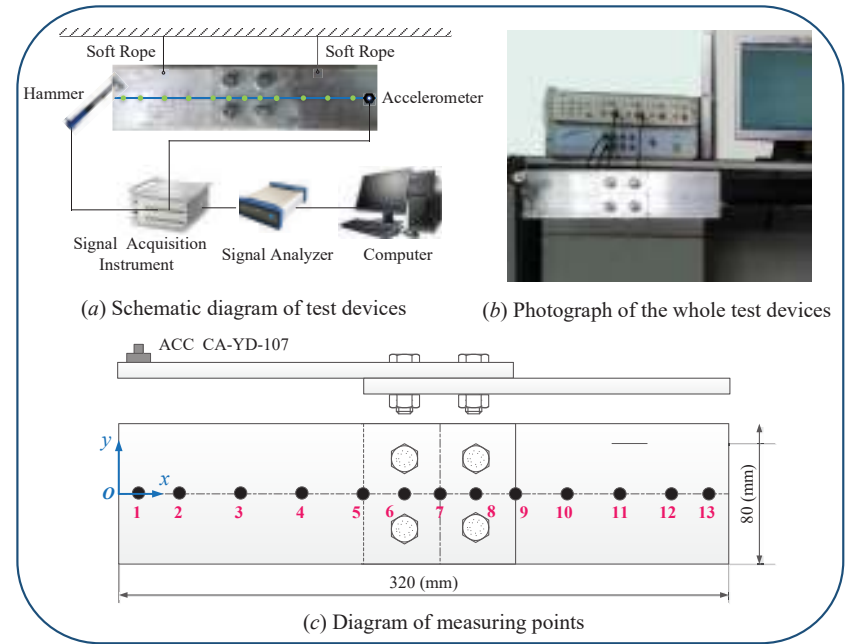 Soft Rope
Soft Rope
Hammer
Accelerometer
Signal Acquisition
Instrument
Signal Analyzer
Computer
(a) Schematic diagram of test devices
(b) Photograph of the whole test devices
ACC CA-YD-107
y
O
x
1 2 3 4 5 6 7 8 9 10 11 12 13
80 (mm)
320 (mm)
(c) Diagram of measuring points